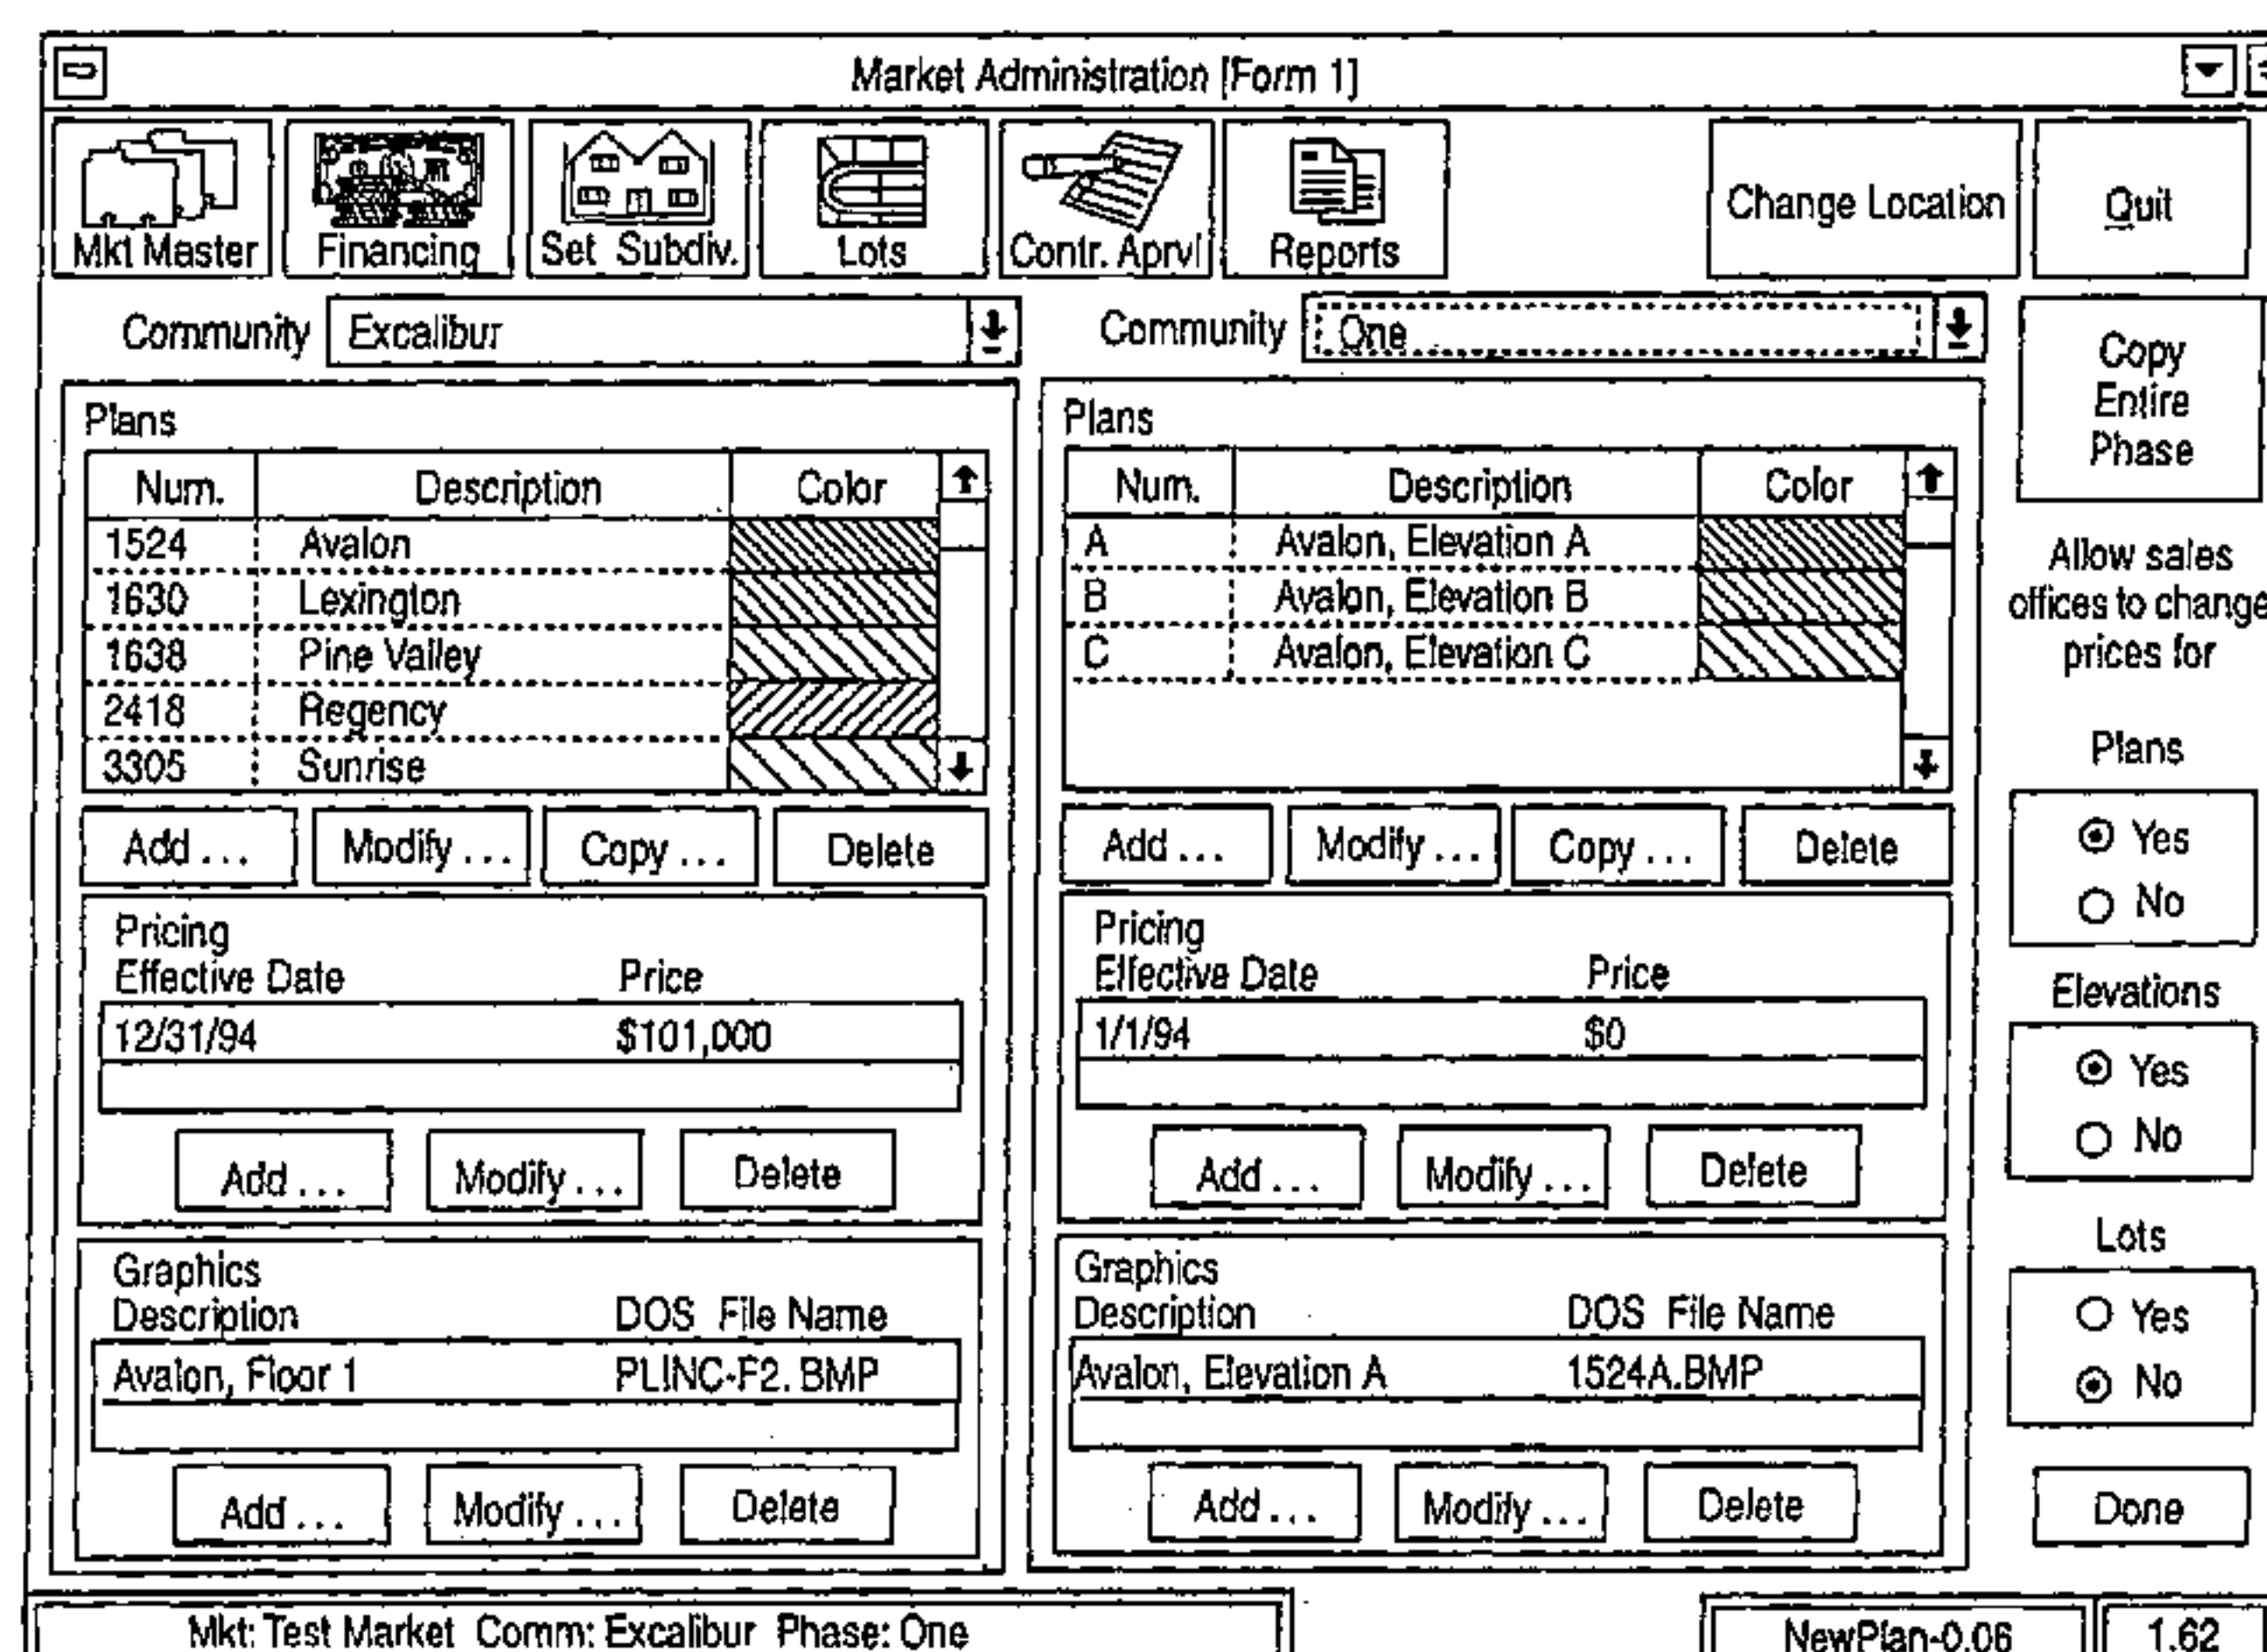 Market Administration [Form 1]
Mkt Master Financing Set Subdiv. Lots Contr. Aprvl Reports Change Location Quit
Community Excalibur Community One
Copy
Entire
Phase
Plans
Num. Description Color
1524 Avalon
1630 Lexington
1638 Pine Valley
2418 Regency
3305 Sunrise
Add ... Modify ... Copy ... Delete
Pricing
Effective Date Price
12/31/94 $101,000
Add ... Modify ... Delete
Graphics
Description DOS File Name
Avalon, Floor 1 PLINC-F2. BMP
Add ... Modify ... Delete
Plans
Num. Description Color
A Avalon, Elevation A
B Avalon, Elevation B
C Avalon, Elevation C
Add ... Modify ... Copy ... Delete
Pricing
Effective Date Price
1/1/94 $0
Add ... Modify ... Delete
Graphics
Description DOS File Name
Avalon, Elevation A 1524A.BMP
Add ... Modify ... Delete
Allow sales
offices to change
prices for
Plans
Yes
No
Elevations
Yes
No
Lots
Yes
No
Done
Mkt: Test Market Comm: Excalibur Phase: One
NewPlan-0.06 1.62